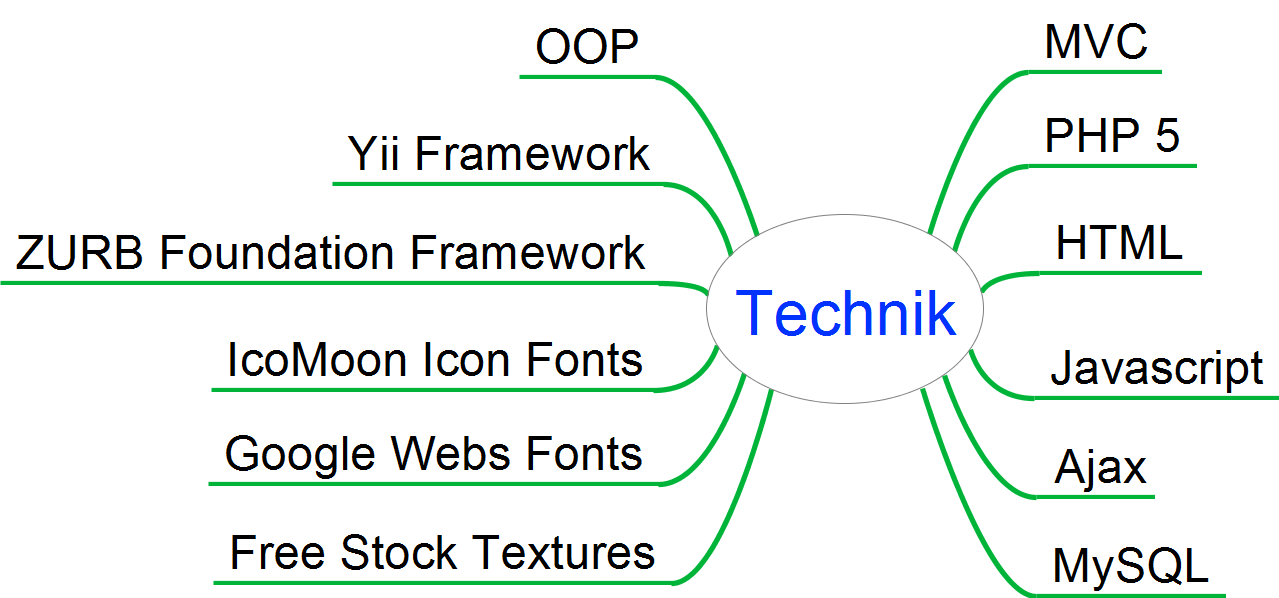 OOP
Yii Framework
ZURB Foundation Framework
IcoMoon Icon Fonts
Google Webs Fonts
Free Stock Textures
Technik
MVC
PHP 5
HTML
Javascript
Ajax
MySQL